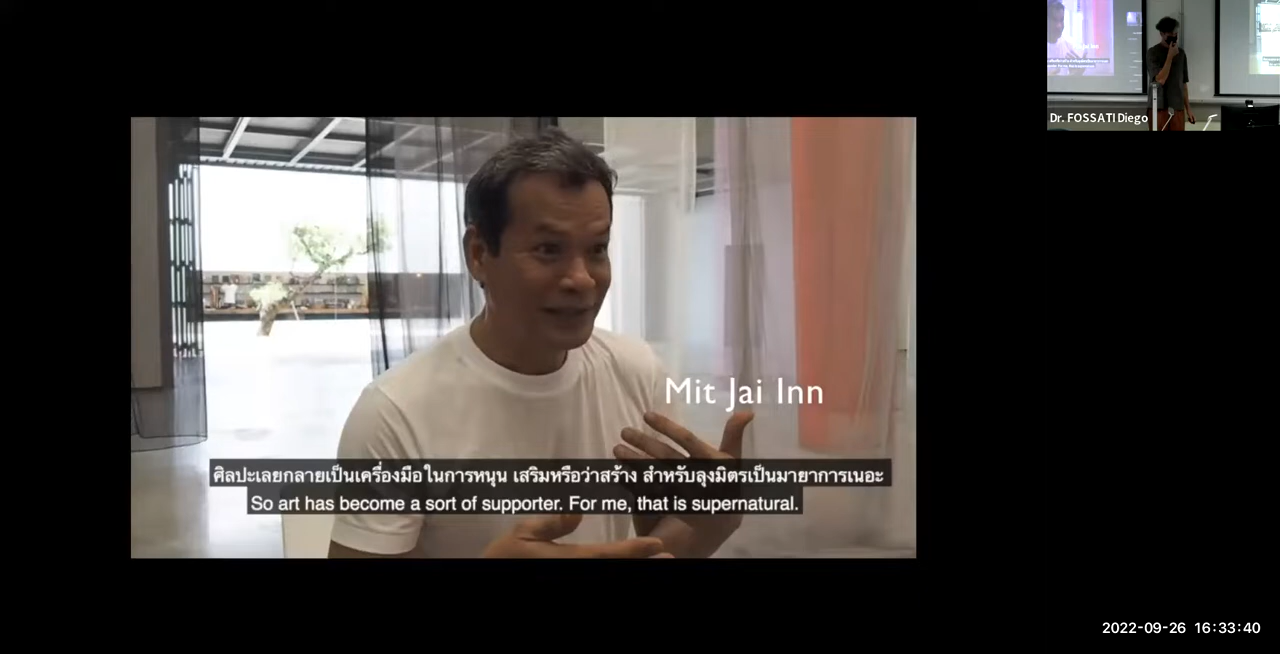 Dr. FOSSATI Diego
Mit Jai Inn
ศิลปะเลยกลายเป็นเครื่องมือในการหนุน เสริมหรือว่าสร้าง สำหรับลุงมิตรเป็นมายาการเนอะ
So art has become a sort of supporter. For me, that is supernatural.
2022-09-26 16:33:40